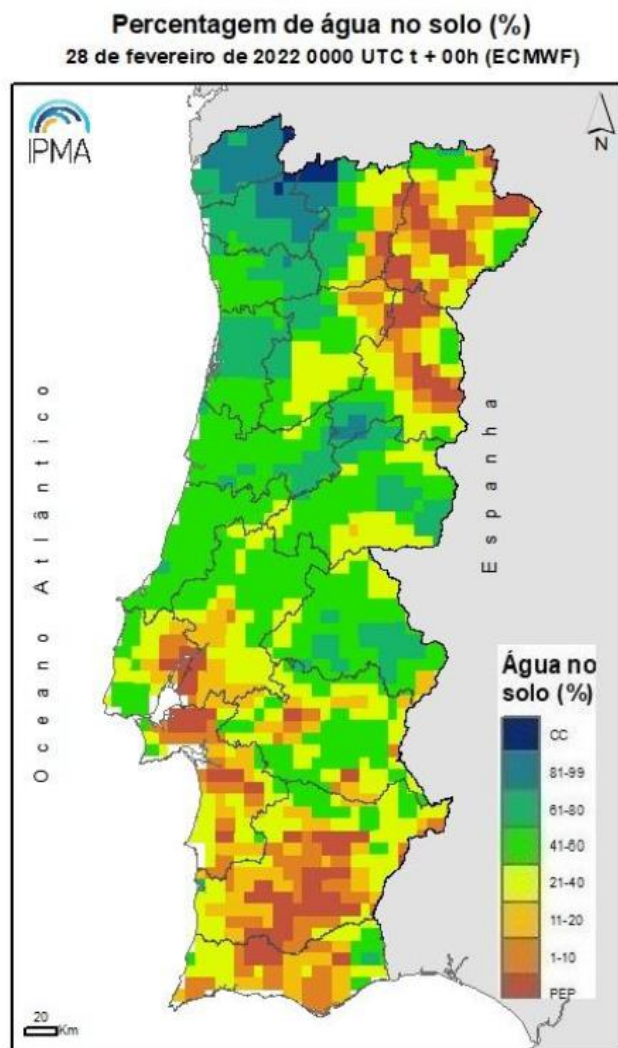 Percentagem de água no solo (%)
28 de fevereiro de 2022 0000 UTC t + 00h (ECMWF)
IPMA
N
Oceano Atlântico
Espanha
Água no
solo (%)
CC
81-99
61-80
41-60
21-40
11-20
1-10
PEP
20
Km